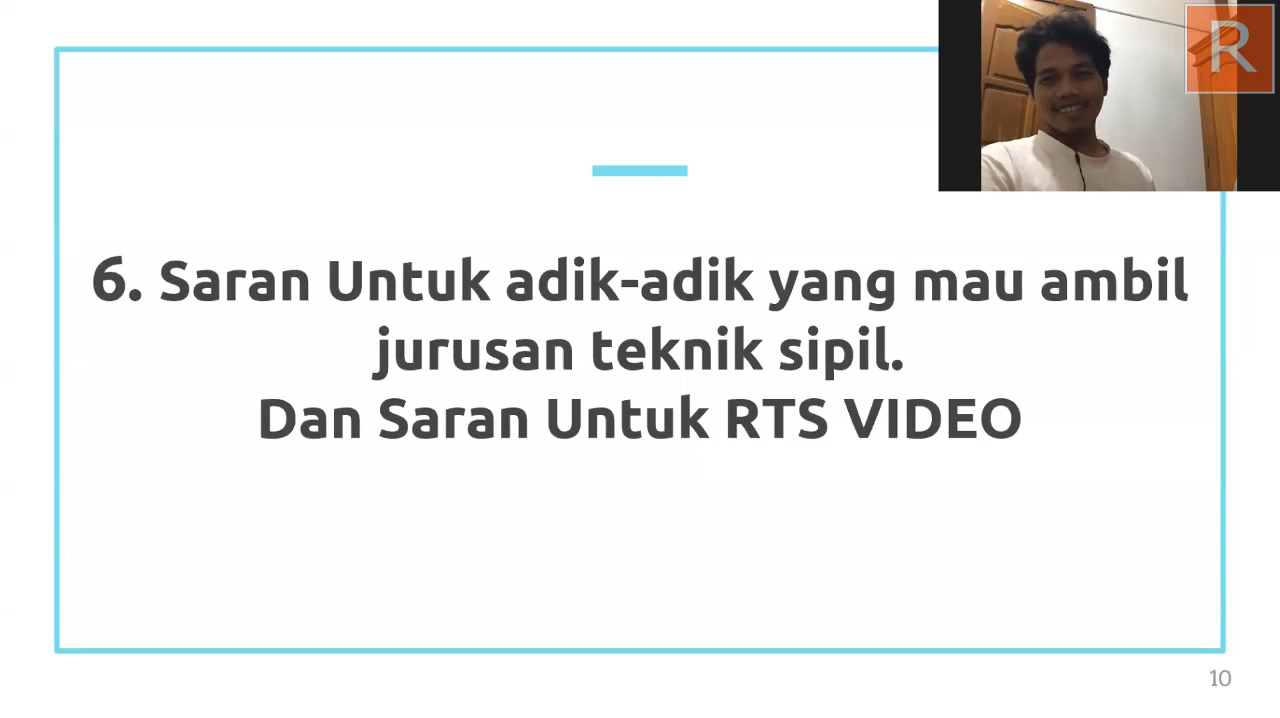 R
6. Saran Untuk adik-adik yang mau ambil
jurusan teknik sipil.
Dan Saran Untuk RTS VIDEO
10